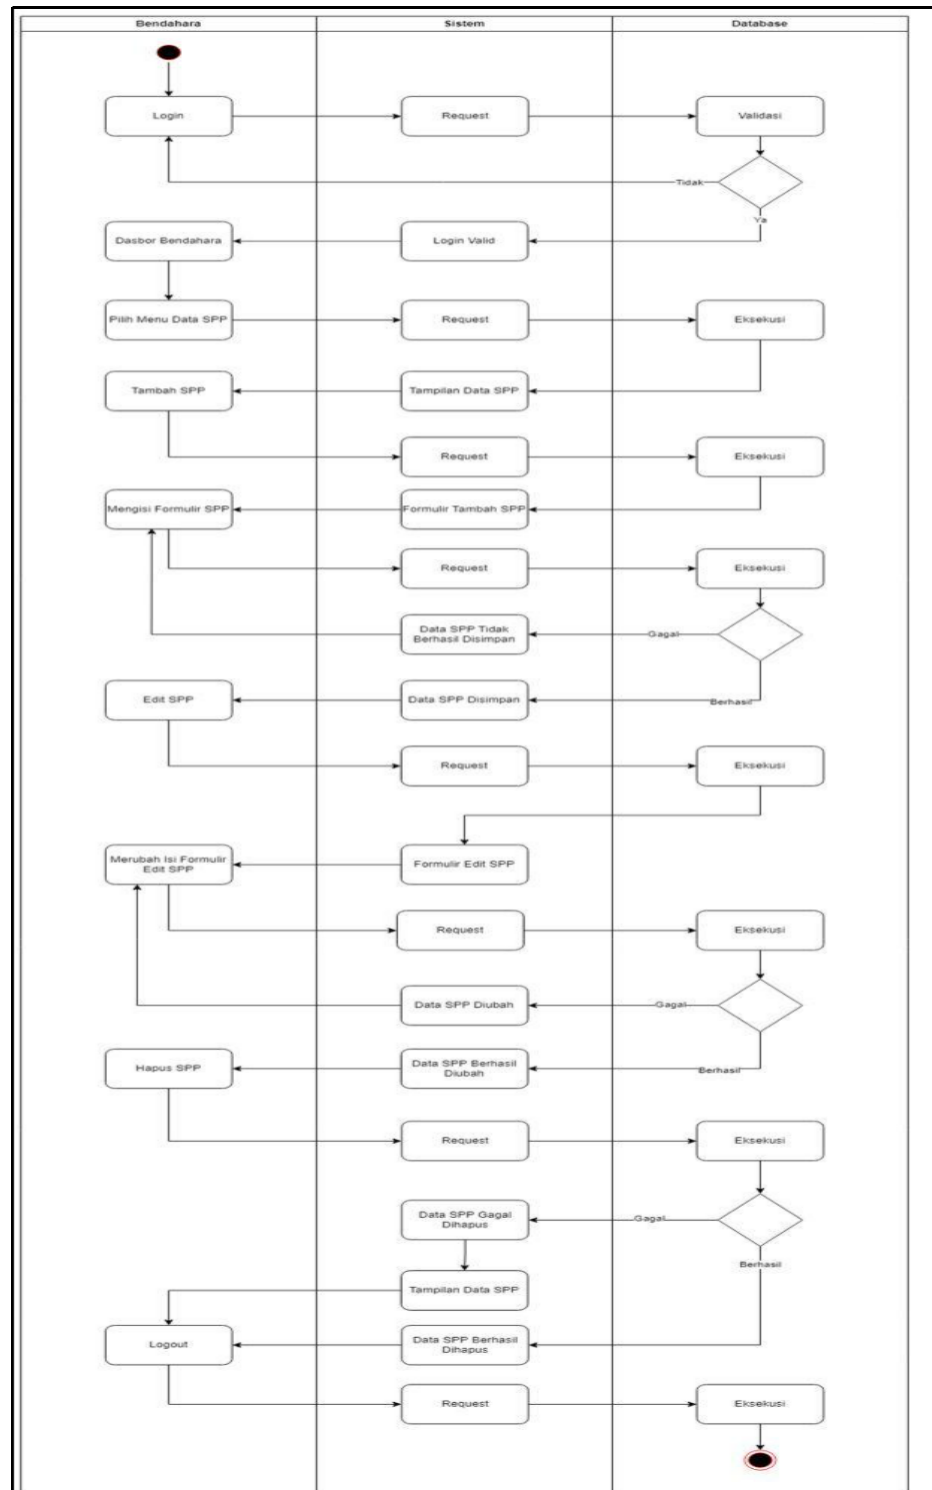 Bendahara
Sistem
Database
Login
Request
Validasi
Tidak
Ya
Dasbor Bendahara
Login Valid
Pilih Menu Data SPP
Request
Eksekusi
Tambah SPP
Tampilan Data SPP
Request
Eksekusi
Mengisi Formulir SPP
Formulir Tambah SPP
Request
Eksekusi
Data SPP Tidak
Berhasil Disimpan
Gagal
Edit SPP
Data SPP Disimpan
Berhasil
Request
Eksekusi
Merubah Isi Formulir
Edit SPP
Formulir Edit SPP
Request
Eksekusi
Data SPP Diubah
Gagal
Hapus SPP
Data SPP Berhasil
Diubah
Berhasil
Request
Eksekusi
Data SPP Gagal
Dihapus
Gagal
Berhasil
Tampilan Data SPP
Logout
Data SPP Berhasil
Dihapus
Request
Eksekusi